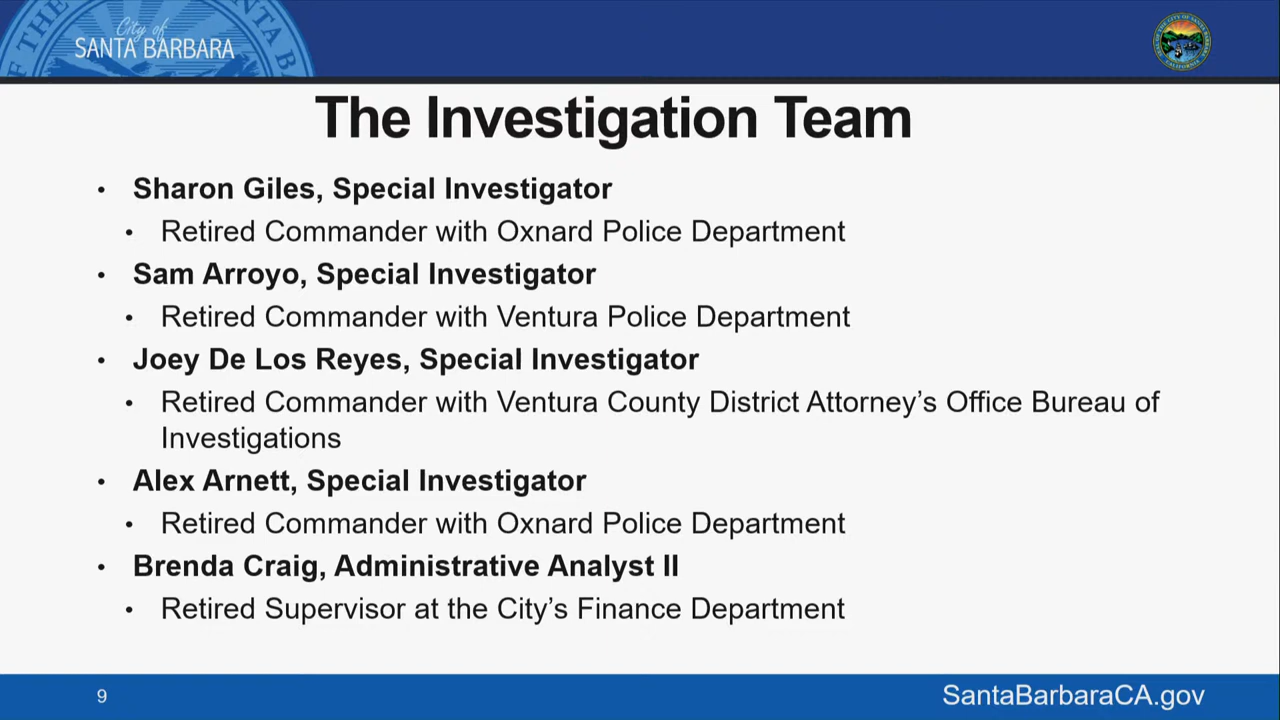 City of
SANTA BARBARA
The Investigation Team
• Sharon Giles, Special Investigator
• Retired Commander with Oxnard Police Department
• Sam Arroyo, Special Investigator
• Retired Commander with Ventura Police Department
• Joey De Los Reyes, Special Investigator
• Retired Commander with Ventura County District Attorney’s Office Bureau of
Investigations
• Alex Arnett, Special Investigator
• Retired Commander with Oxnard Police Department
• Brenda Craig, Administrative Analyst II
• Retired Supervisor at the City’s Finance Department
9
SantaBarbaraCA.gov